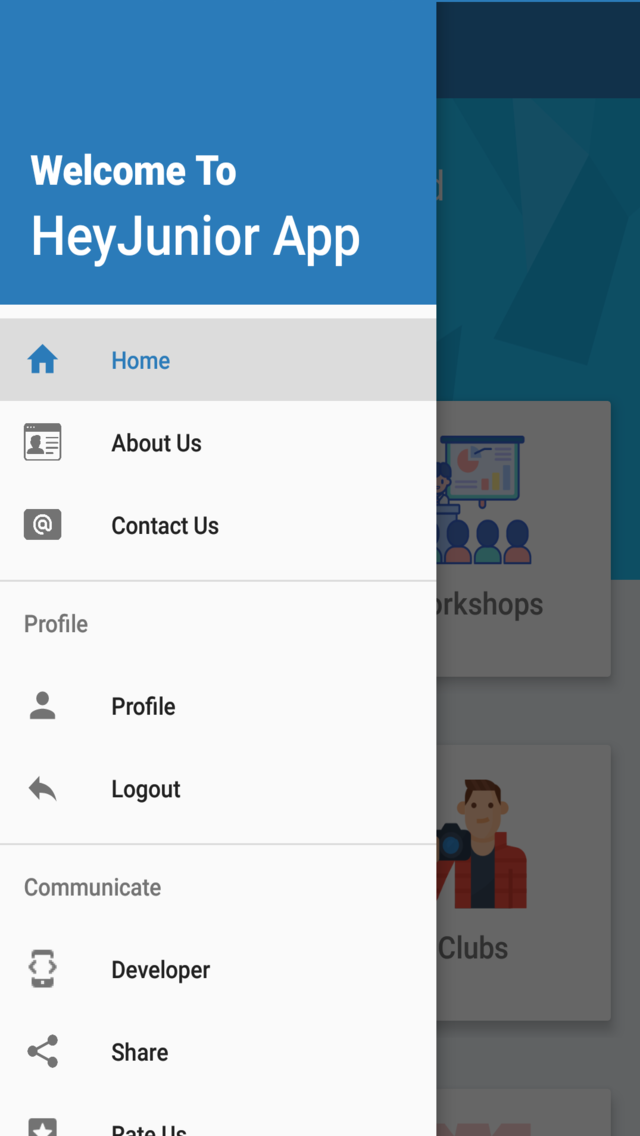 Welcome To
HeyJunior App
Home
About Us
Contact Us
Profile
Profile
Logout
Communicate
Developer
Share
Rate Us
orkshops
Clubs